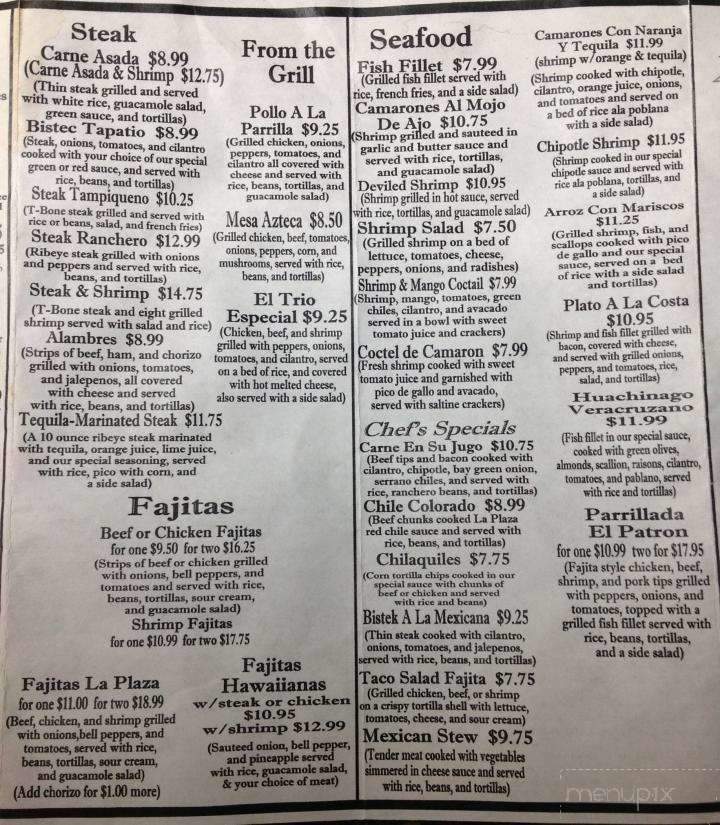 Steak
Carne Asada $8.99
(Carne Asada & Shrimp $12.75)
(Thin steak grilled and served
with white rice, guacamole salad,
green sauce, and tortillas)
Bistec Tapatio $8.99
(Steak, onions, tomatoes, and cilantro
cooked with your choice of our special
green or red sauce, and served with
rice, beans, and tortillas)
Steak Tampiqueno $10.25
(T-Bone steak grilled and served with
rice or beans, salad, and french fries)
Steak Ranchero $12.99
(Ribeye steak grilled with onions
and peppers and served with rice,
beans, and tortillas)
Steak & Shrimp $14.75
(T-Bone steak and eight grilled
shrimp served with salad and rice)
Alambres $8.99
(Strips of beef, ham, and chorizo
grilled with onions, tomatoes,
and jalepenos, all covered
with cheese and served
with rice, beans, and tortillas)
Tequila-Marinated Steak $11.75
(A 10 ounce ribeye steak marinated
with tequila, orange juice, lime juice,
and our special seasoning, served
with rice, pico with corn, and
a side salad)
From the
Grill
Pollo A La
Parrilla $9.25
(Grilled chicken, onions,
peppers, tomatoes, and
cilantro all covered with
cheese and served with
rice, beans, tortillas, and
guacamole salad)
Mesa Azteca $8.50
(Grilled chicken, beef, tomatoes,
onions, peppers, corn, and
mushrooms, served with rice,
beans, and tortillas)
El Trio
Especial $9.25
(Chicken, beef, and shrimp
grilled with peppers, onions,
tomatoes, and cilantro, served
on a bed of rice, and covered
with hot melted cheese,
also served with a side salad)
Fajitas
Beef or Chicken Fajitas
for one $9.50 for two $16.25
(Strips of beef or chicken grilled
with onions, bell peppers, and
tomatoes and served with rice,
beans, tortillas, sour cream,
and guacamole salad)
Shrimp Fajitas
for one $10.99 for two $17.75
Fajitas La Plaza
for one $11.00 for two $18.99
(Beef, chicken, and shrimp grilled
with onions,bell peppers, and
tomatoes, served with rice,
beans, tortillas, sour cream,
and guacamole salad)
(Add chorizo for $1.00 more)
Fajitas
Hawaiianas
w/steak or chicken
$10.95
w/shrimp $12.99
(Sauteed onion, bell pepper,
and pineapple served
with rice, guacamole salad,
& your choice of meat)
Seafood
Fish Fillet $7.99
(Grilled fish fillet served with
rice, french fries, and a side salad)
Camarones Al Mojo
De Ajo $10.75
(Shrimp grilled and sauteed in
garlic and butter sauce and
served with rice, tortillas,
and guacamole salad)
Deviled Shrimp $10.95
(Shrimp grilled in hot sauce, served
with rice, tortillas, and guacamole salad)
Shrimp Salad $7.50
(Grilled shrimp on a bed of
lettuce, tomatoes, cheese,
peppers, onions, and radishes)
Shrimp & Mango Coctail $7.99
(Shrimp, mango, tomatoes, green
chiles, cilantro, and avacado
served in a bowl with sweet
tomato juice and crackers)
Coctel de Camaron $7.99
(Fresh shrimp cooked with sweet
tomato juice and garnished with
pico de gallo and avacado,
served with saltine crackers)
Chef's Specials
Carne En Su Jugo $10.75
(Beef tips and bacon cooked with
cilantro, chipotle, bay green onion,
serrano chiles, and served with
rice, ranchero beans, and tortillas)
Chile Colorado $8.99
(Beef chunks cooked La Plaza
red chile sauce and served with
rice, beans, and tortillas)
Chilaquiles $7.75
(Corn tortilla chips cooked in our
special sauce with chunks of
beef or chicken and served
with rice and beans)
Bistek A La Mexicana $9.25
(Thin steak cooked with cilantro,
onions, tomatoes, and jalepenos,
served with rice, beans, and tortillas)
Taco Salad Fajita $7.75
(Grilled chicken, beef, or shrimp
on a crispy tortilla shell with lettuce,
tomatoes, cheese, and sour cream)
Mexican Stew $9.75
(Tender meat cooked with vegetables
simmered in cheese sauce and served
with rice, beans, and tortillas)
Camarones Con Naranja
Y Tequila $11.99
(shrimp w/orange & tequila)
(Shrimp cooked with chipotle,
cilantro, orange juice, onions,
and tomatoes and served on
a bed of rice ala poblana
with a side salad)
Chipotle Shrimp $11.95
(Shrimp cooked in our special
chipotle sauce and served with
rice ala poblana, tortillas, and
a side salad)
Arroz Con Mariscos
$11.25
(Grilled shrimp, fish, and
scallops cooked with pico
de gallo and our special
sauce, served on a bed
of rice with a side salad
and tortillas)
Plato A La Costa
$10.95
(Shrimp and fish fillet grilled with
bacon, covered with cheese,
and served with grilled onions,
peppers, and tomatoes, rice,
salad, and tortillas)
Huachinago
Veracruzano
$11.99
(Fish fillet in our special sauce,
cooked with green olives,
almonds, scallion, raisons, cilantro,
tomatoes, and pablano, served
with rice and tortillas)
Parrillada
El Patron
for one $10.99 two for $17.95
(Fajita style chicken, beef,
shrimp, and pork tips grilled
with peppers, onions, and
tomatoes, topped with a
grilled fish fillet served with
rice, beans, tortillas,
and a side salad)
menupix